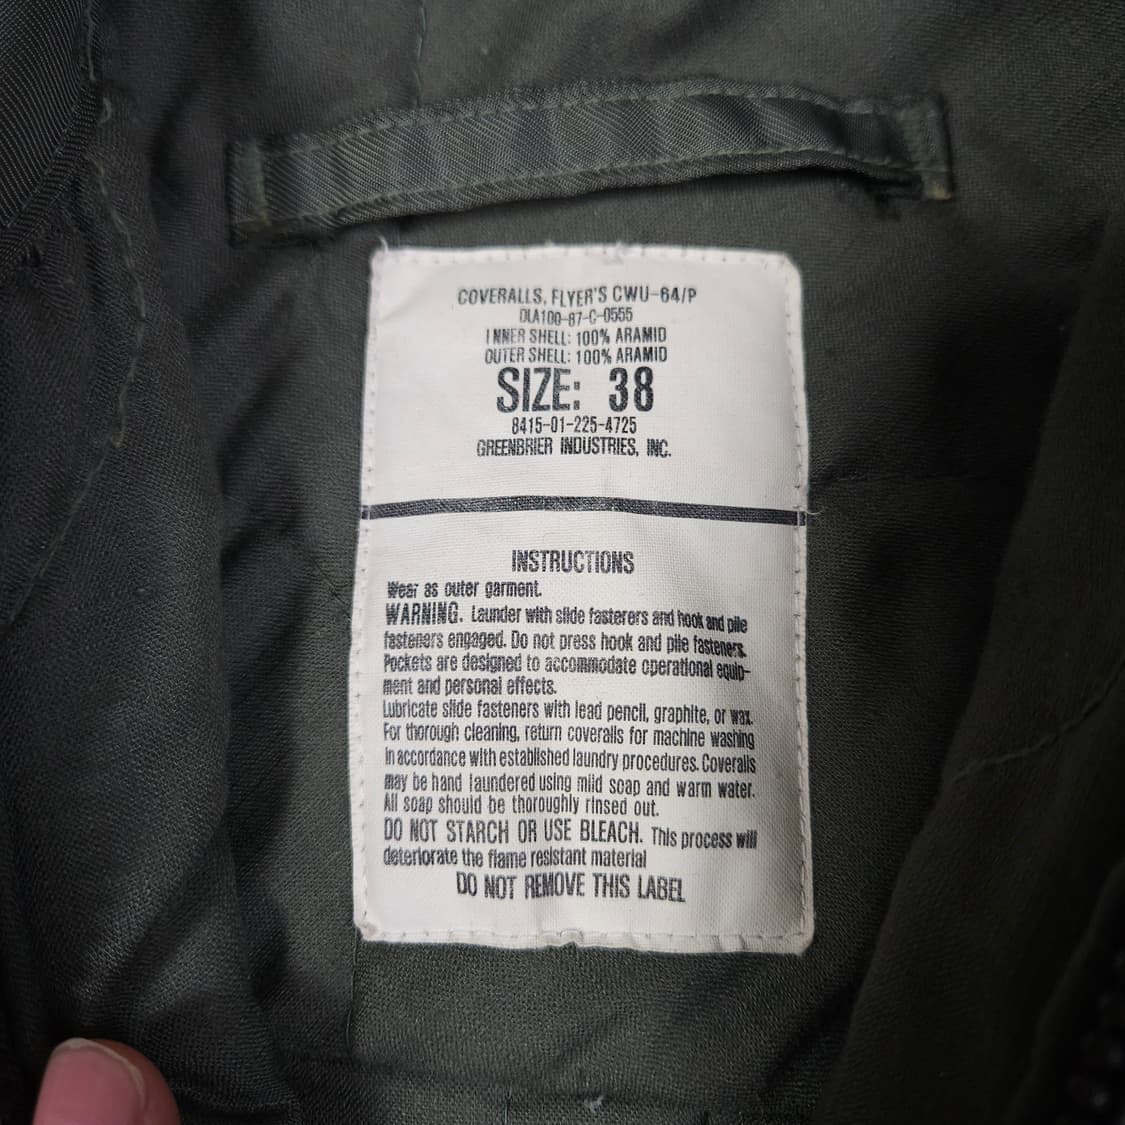 COVERALLS, FLYER'S CWU-64/P
DLA100-87-C-0555
INNER SHELL: 100% ARAMID
OUTER SHELL: 100% ARAMID
SIZE: 38
8415-01-225-4725
GREENBRIER INDUSTRIES, INC.
INSTRUCTIONS
Wear as outer garment.
WARNING. Launder with slide fasterers and hook and pile
fasteners engaged. Do not press hook and pile fasteners.
Pockets are designed to accommodate operational equip-
ment and personal effects.
Lubricate slide fasteners with lead pencil, graphite, or wax.
For thorough cleaning, return coveralls for machine washing
in accordance with established laundry procedures. Coveralls
may be hand laundered using mild soap and warm water.
All soap should be thoroughly rinsed out.
DO NOT STARCH OR USE BLEACH. This process will
deteriorate the flame resistant material
DO NOT REMOVE THIS LABEL